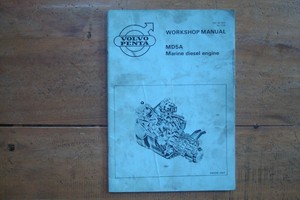 VOLVO
PENTA
WORKSHOP MANUAL
MD5A
Marine diesel engine